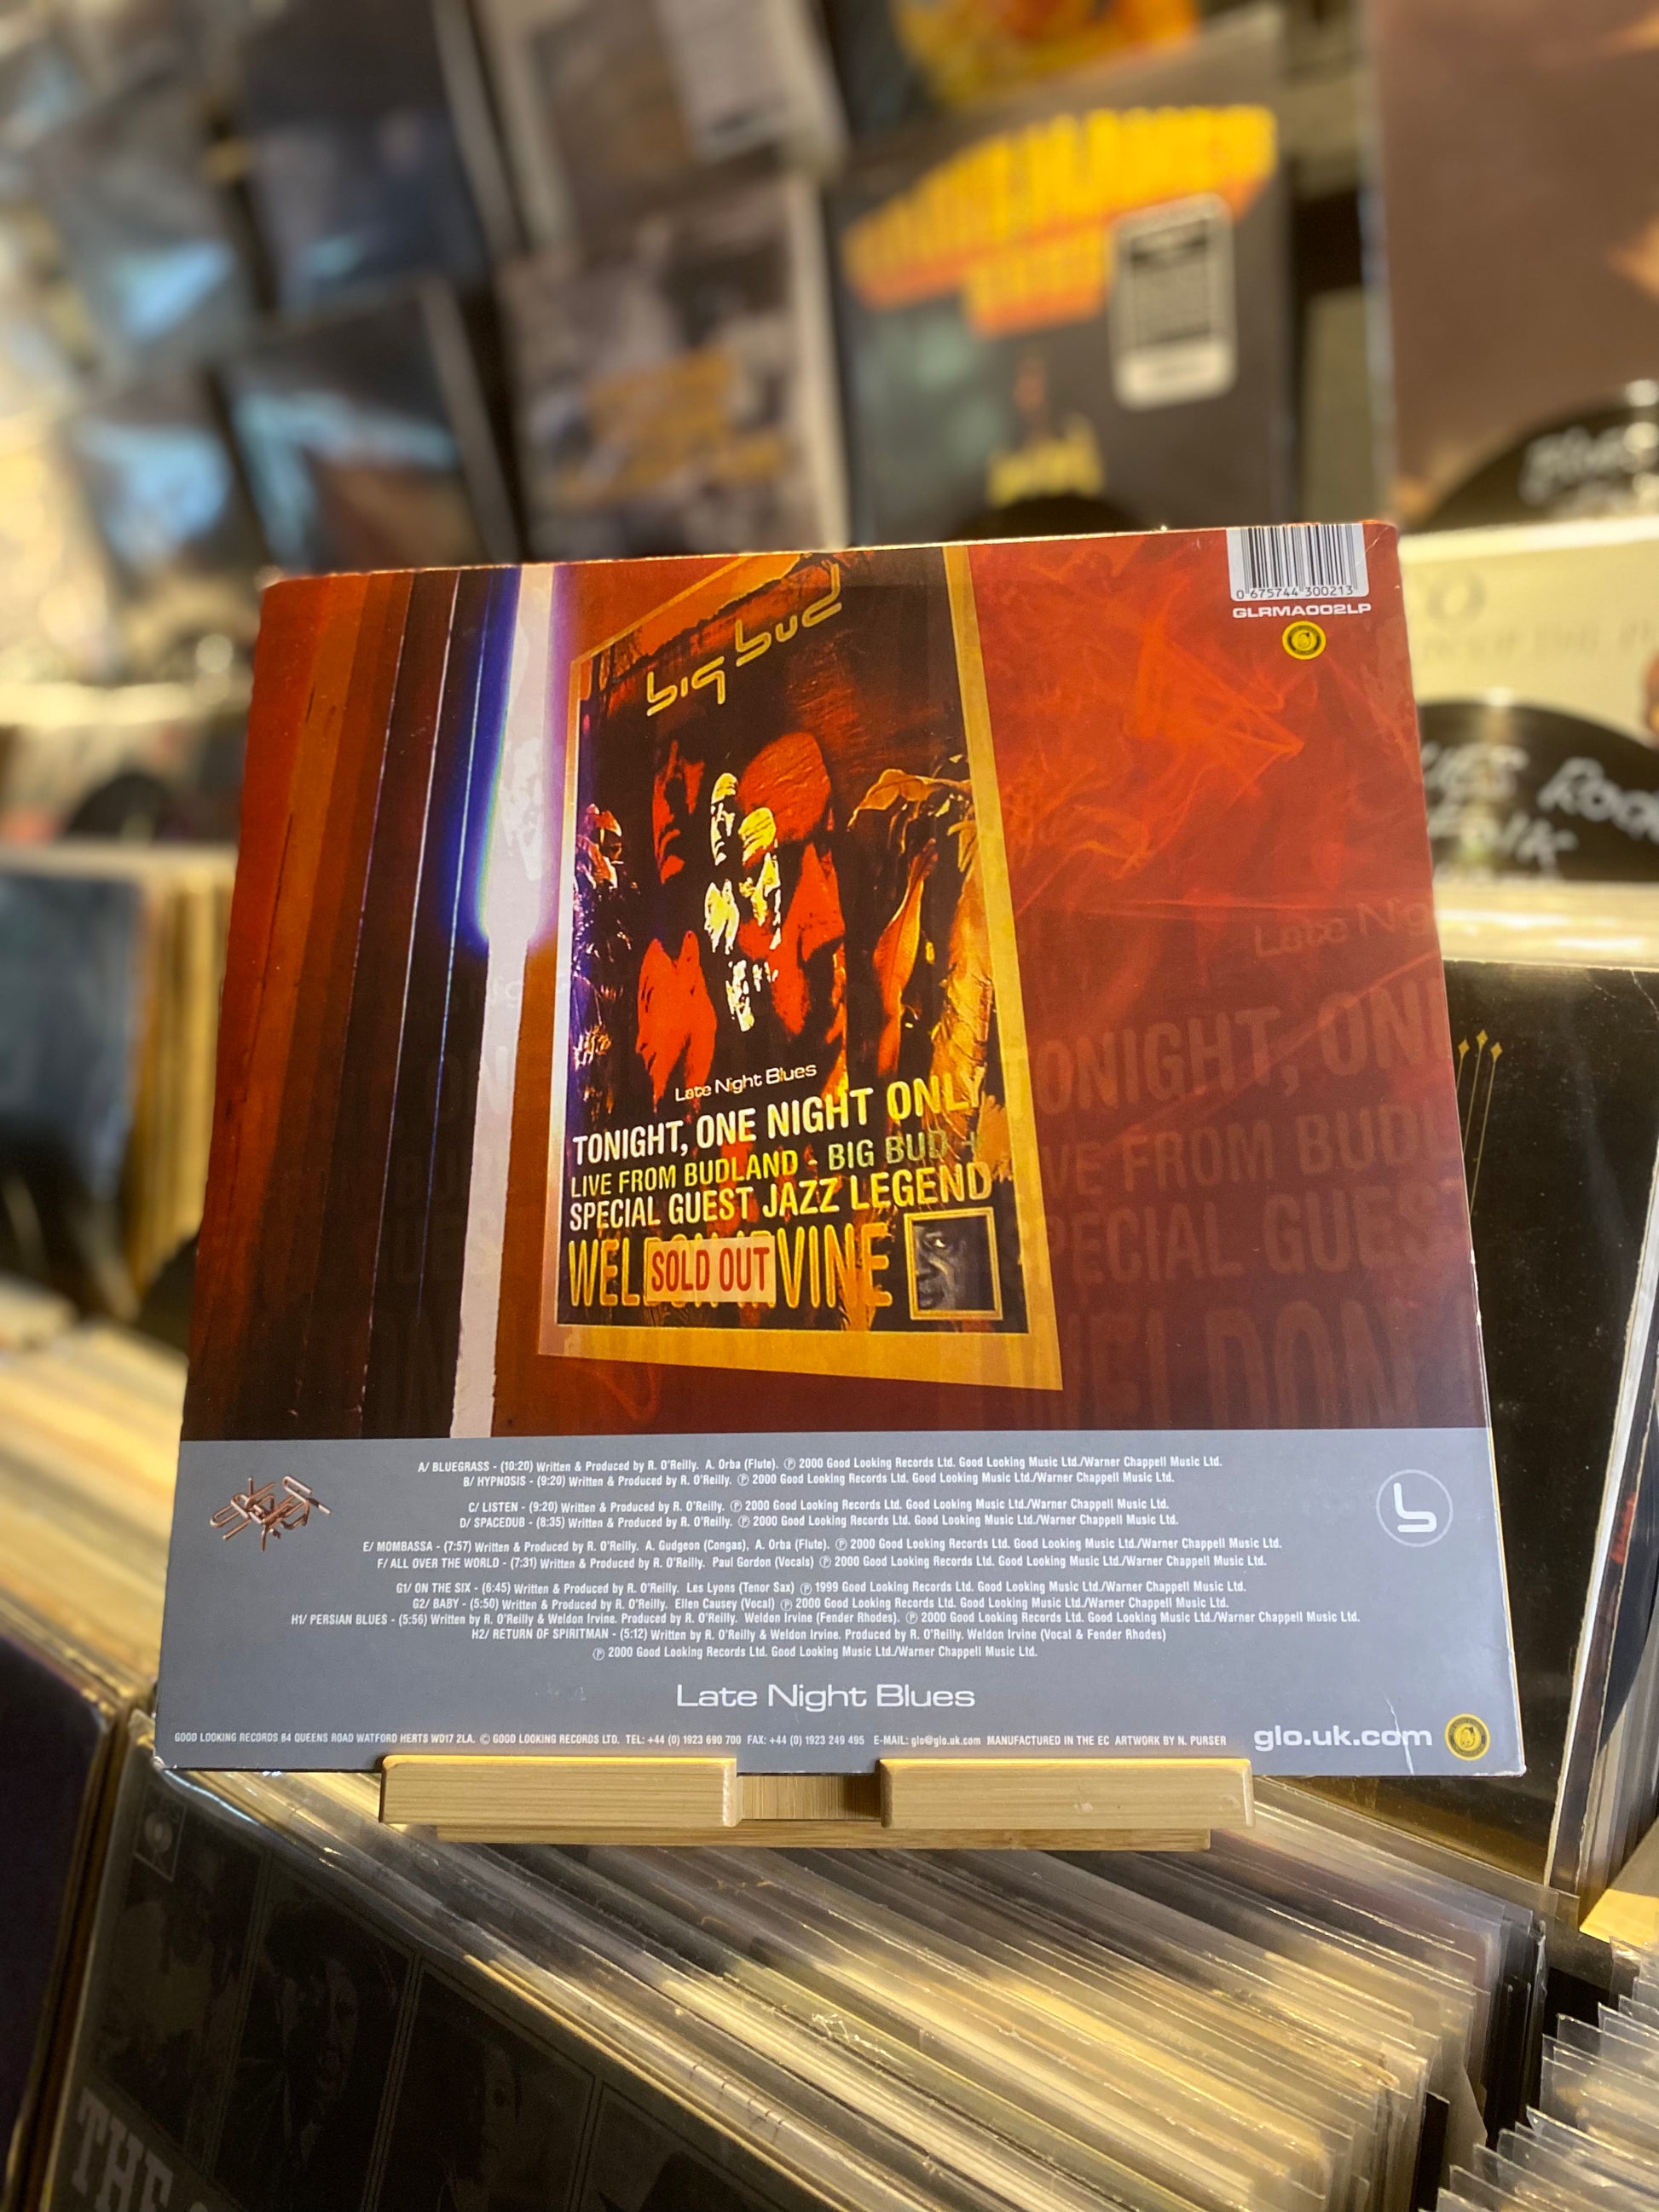 0 675744 300213
GLRMA002LP
big bud
Late Night Blues
TONIGHT, ONE NIGHT ONLY
LIVE FROM BUDLAND - BIG BUD +
SPECIAL GUEST JAZZ LEGEND
WELDON IRVINE
SOLD OUT
Late Nig
TONIGHT, ON
LIVE FROM BUDL
SPECIAL GUES
WELDON
A/ BLUEGRASS - (10:20) Written & Produced by R. O'Reilly. A. Orba (Flute). ℗ 2000 Good Looking Records Ltd. Good Looking Music Ltd./Warner Chappell Music Ltd.
B/ HYPNOSIS - (9:20) Written & Produced by R. O'Reilly. ℗ 2000 Good Looking Records Ltd. Good Looking Music Ltd./Warner Chappell Music Ltd.
C/ LISTEN - (9:20) Written & Produced by R. O'Reilly. ℗ 2000 Good Looking Records Ltd. Good Looking Music Ltd./Warner Chappell Music Ltd.
D/ SPACEDUB - (8:35) Written & Produced by R. O'Reilly. ℗ 2000 Good Looking Records Ltd. Good Looking Music Ltd./Warner Chappell Music Ltd.
E/ MOMBASSA - (7:57) Written & Produced by R. O'Reilly. A. Gudgeon (Congas), A. Orba (Flute). ℗ 2000 Good Looking Records Ltd. Good Looking Music Ltd./Warner Chappell Music Ltd.
F/ ALL OVER THE WORLD - (7:31) Written & Produced by R. O'Reilly. Paul Gordon (Vocals) ℗ 2000 Good Looking Records Ltd. Good Looking Music Ltd./Warner Chappell Music Ltd.
G1/ ON THE SIX - (6:45) Written & Produced by R. O'Reilly. Les Lyons (Tenor Sax) ℗ 1999 Good Looking Records Ltd. Good Looking Music Ltd./Warner Chappell Music Ltd.
G2/ BABY - (5:50) Written & Produced by R. O'Reilly. Ellen Causey (Vocal) ℗ 2000 Good Looking Records Ltd. Good Looking Music Ltd./Warner Chappell Music Ltd.
H1/ PERSIAN BLUES - (5:56) Written by R. O'Reilly & Weldon Irvine. Produced by R. O'Reilly. Weldon Irvine (Fender Rhodes). ℗ 2000 Good Looking Records Ltd. Good Looking Music Ltd./Warner Chappell Music Ltd.
H2/ RETURN OF SPIRITMAN - (5:12) Written by R. O'Reilly & Weldon Irvine. Produced by R. O'Reilly. Weldon Irvine (Vocal & Fender Rhodes)
℗ 2000 Good Looking Records Ltd. Good Looking Music Ltd./Warner Chappell Music Ltd.
Late Night Blues
GOOD LOOKING RECORDS 84 QUEENS ROAD WATFORD HERTS WD17 2LA. © GOOD LOOKING RECORDS LTD. TEL: +44 (0) 1923 690 700 FAX: +44 (0) 1923 249 495 E-MAIL: glo@glo.uk.com MANUFACTURED IN THE EC ARTWORK BY N. PURSER
glo.uk.com
THE